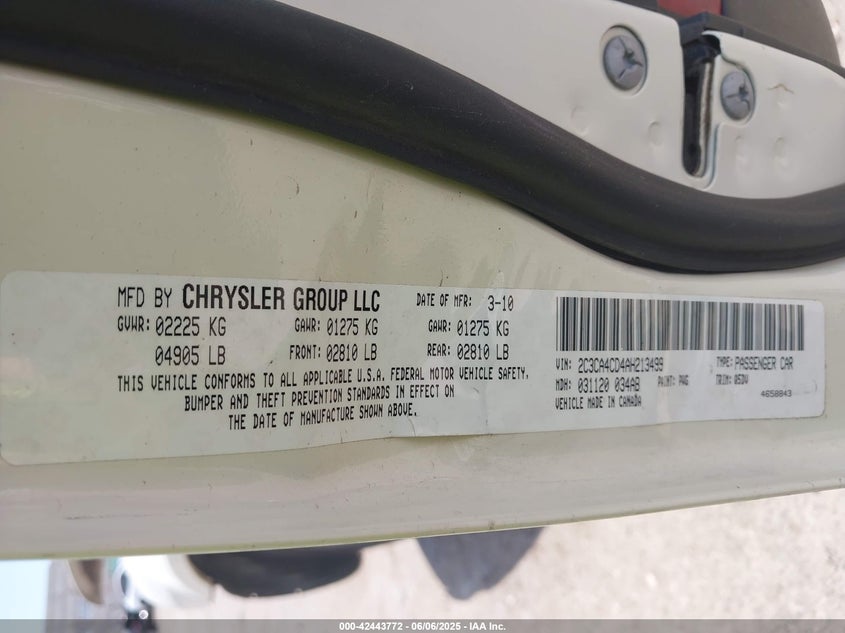 MFD BY CHRYSLER GROUP LLC DATE OF MFR: 3-10
GVWR: 02225 KG GAWR 01275 KG GAWR: 01275 KG
04905 LB FRONT: 02810 LB REAR: 02810 LB
THIS VEHICLE CONFORMS TO ALL APPLICABLE U.S.A. FEDERAL MOTOR VEHICLE SAFETY,
BUMPER AND THEFT PREVENTION STANDARDS IN EFFECT ON
THE DATE OF MANUFACTURE SHOWN ABOVE.
VIN: 2C3CA4CD4AH213499 TYPE: PASSENGER CAR
MDH: 031120 034AB PAINT: PWG TRIM: 05DV
VEHICLE MADE IN CANADA 4658843
000-42443772 - 06/06/2025 - IAA Inc.